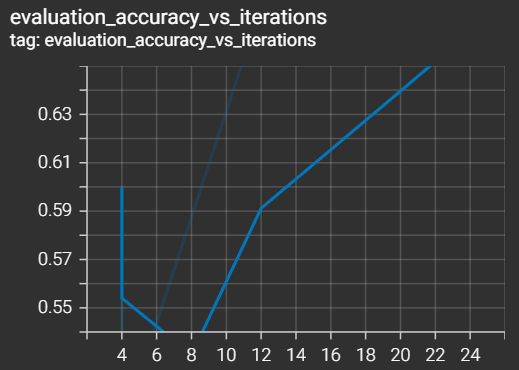 evaluation_accuracy_vs_iterations
tag: evaluation_accuracy_vs_iterations
0.63
0.61
0.59
0.57
0.55
4 6 8 10 12 14 16 18 20 22 24